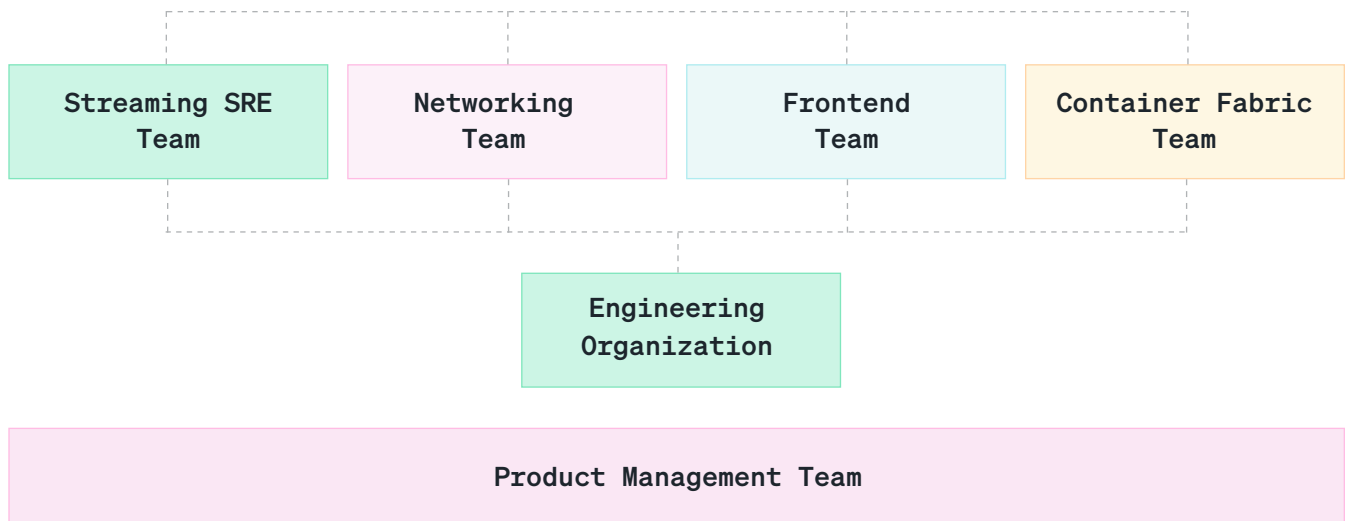 Streaming SRE
Team
Networking
Team
Frontend
Team
Container Fabric
Team
Engineering
Organization
Product Management Team